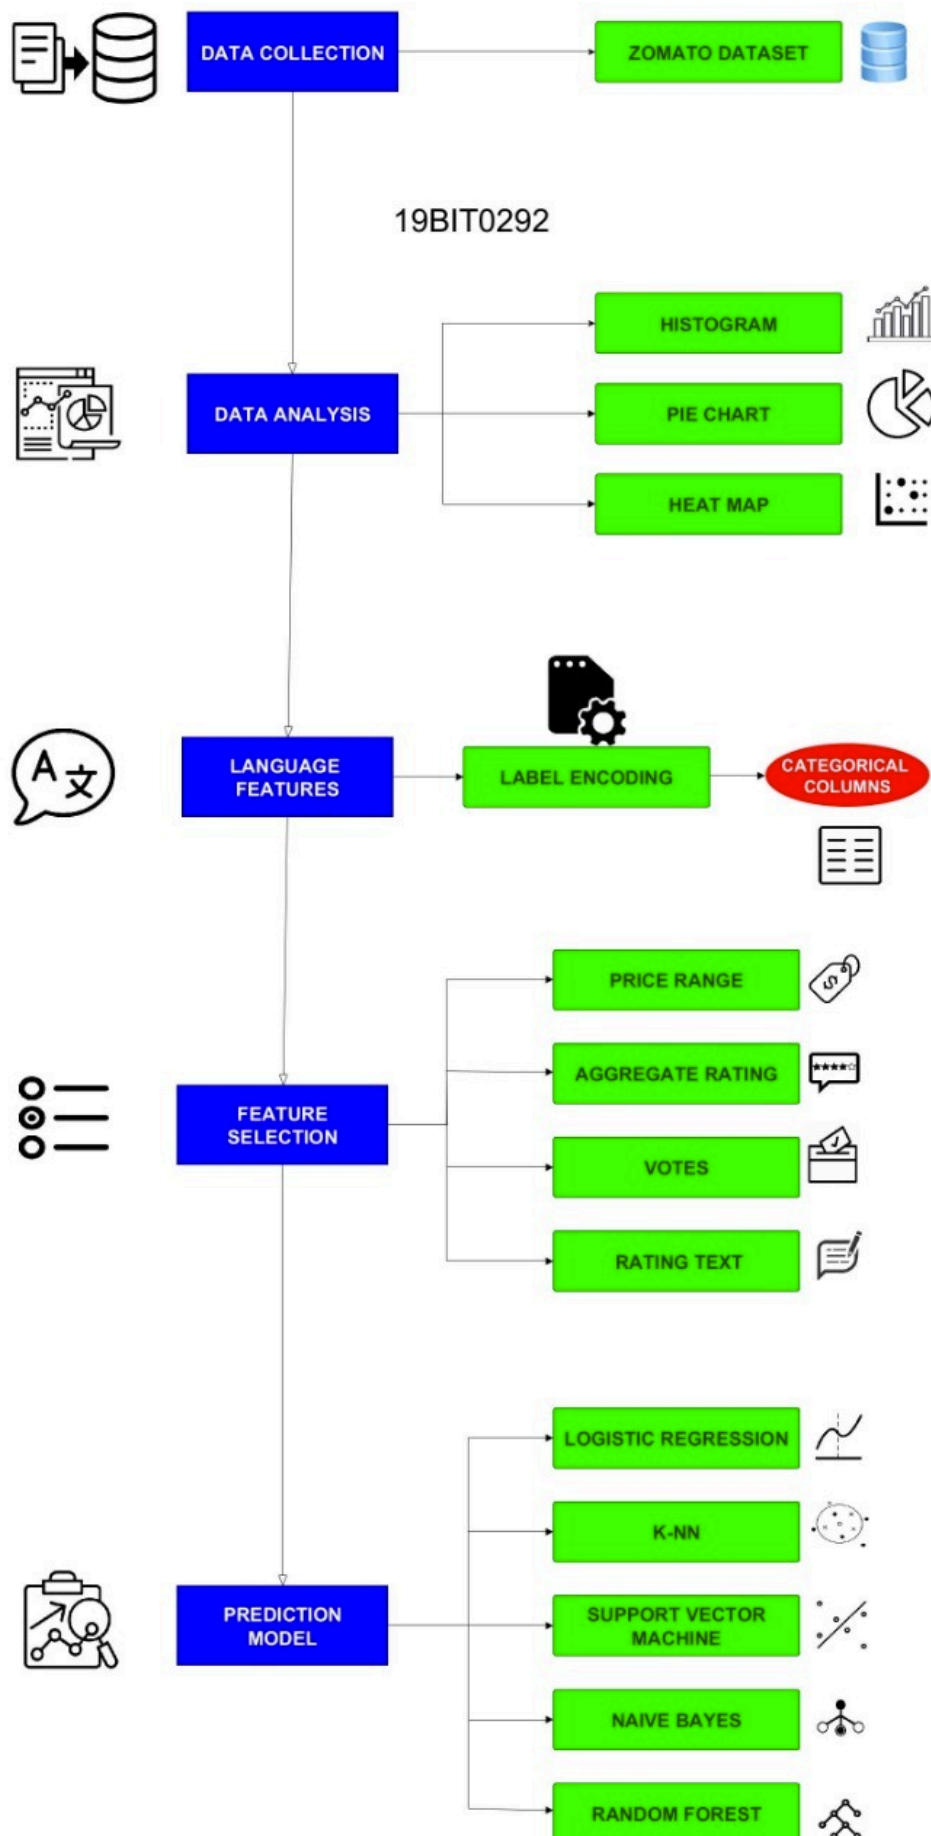 DATA COLLECTION
ZOMATO DATASET
19BIT0292
HISTOGRAM
DATA ANALYSIS
PIE CHART
HEAT MAP
LANGUAGE
FEATURES
LABEL ENCODING
CATEGORICAL
COLUMNS
PRICE RANGE
AGGREGATE RATING
FEATURE
SELECTION
VOTES
RATING TEXT
LOGISTIC REGRESSION
K-NN
PREDICTION
MODEL
SUPPORT VECTOR
MACHINE
NAIVE BAYES
RANDOM FOREST